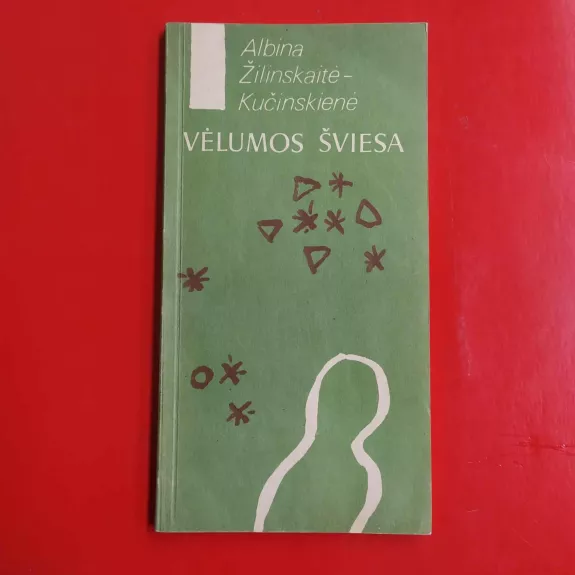 Albina
Žilinskaitė-
Kučinskienė
VĖLUMOS ŠVIESA